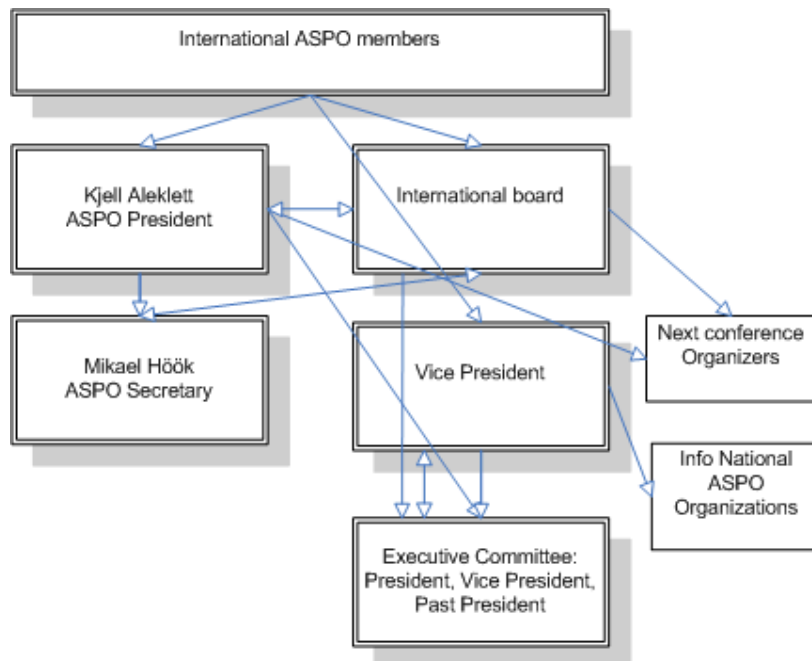 International ASPO members
Kjell Aleklett
ASPO President
International board
Mikael Höök
ASPO Secretary
Vice President
Next conference
Organizers
Info National
ASPO
Organizations
Executive Committee:
President, Vice President,
Past President